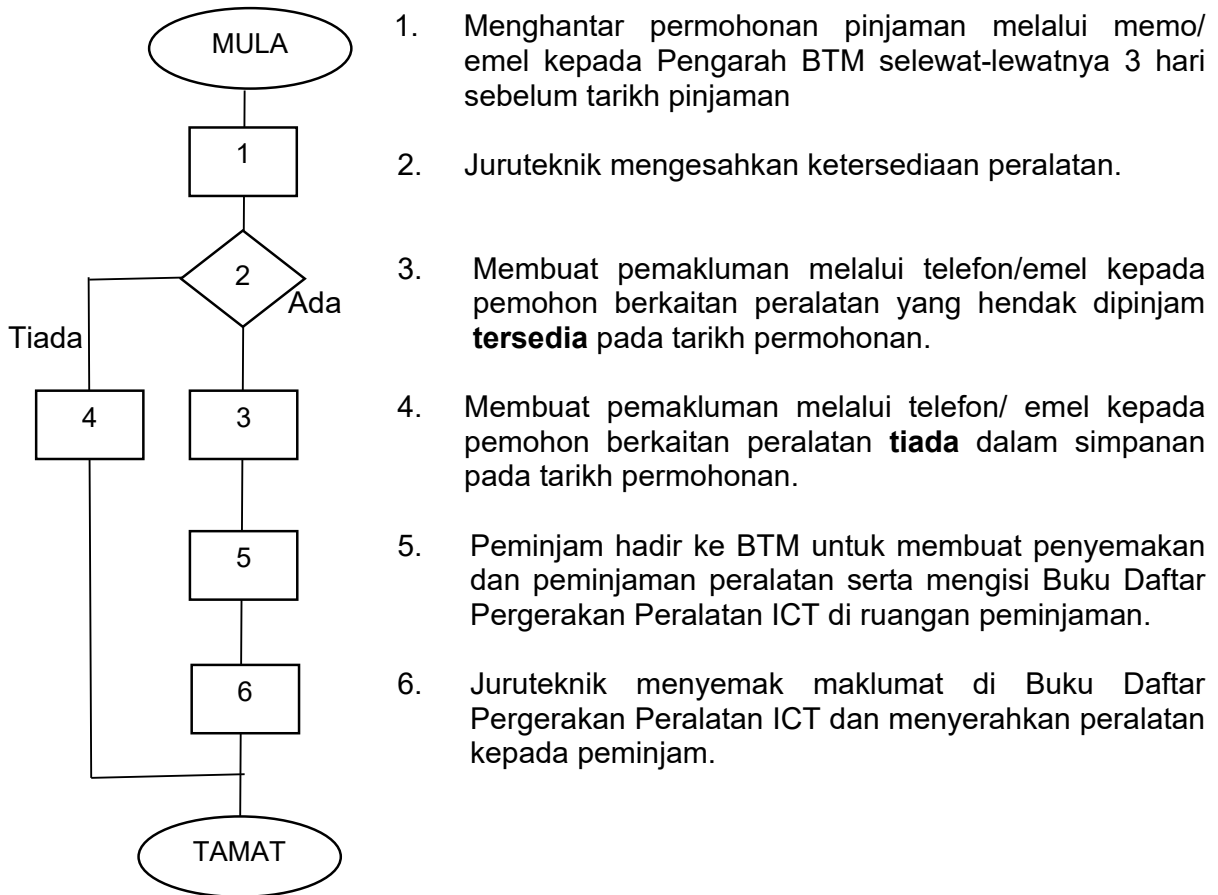 MULA
1
2
Ada
Tiada
4
3
5
6
TAMAT
1. Menghantar permohonan pinjaman melalui memo/
emel kepada Pengarah BTM selewat-lewatnya 3 hari
sebelum tarikh pinjaman
2. Juruteknik mengesahkan ketersediaan peralatan.
3. Membuat pemakluman melalui telefon/emel kepada
pemohon berkaitan peralatan yang hendak dipinjam
tersedia pada tarikh permohonan.
4. Membuat pemakluman melalui telefon/ emel kepada
pemohon berkaitan peralatan tiada dalam simpanan
pada tarikh permohonan.
5. Peminjam hadir ke BTM untuk membuat penyemakan
dan peminjaman peralatan serta mengisi Buku Daftar
Pergerakan Peralatan ICT di ruangan peminjaman.
6. Juruteknik menyemak maklumat di Buku Daftar
Pergerakan Peralatan ICT dan menyerahkan peralatan
kepada peminjam.